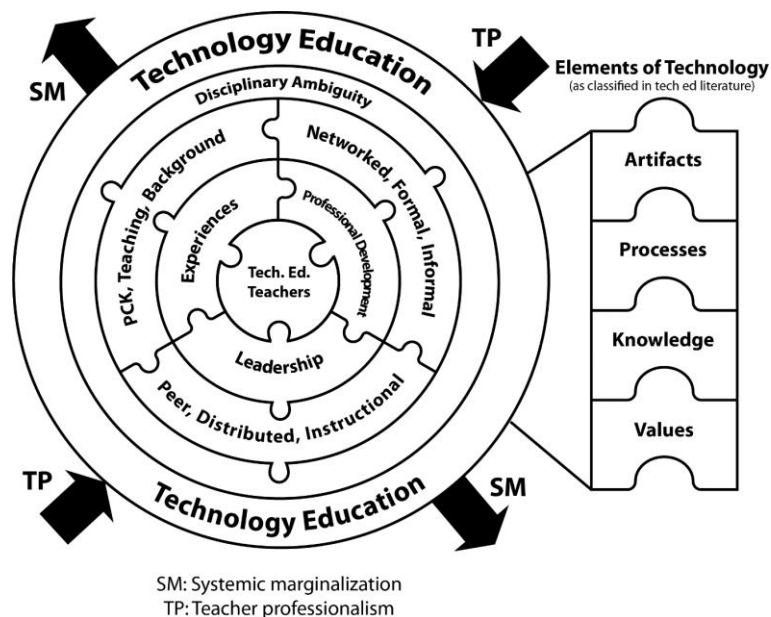 Technology Education
SM
TP
Disciplinary Ambiguity
PCK, Teaching, Background
Networked, Formal, Informal
Experiences
Professional Development
Tech. Ed.
Teachers
Leadership
Peer, Distributed, Instructional
Technology Education
TP
SM
Elements of Technology
(as classified in tech ed literature)
Artifacts
Processes
Knowledge
Values
SM: Systemic marginalization
TP: Teacher professionalism